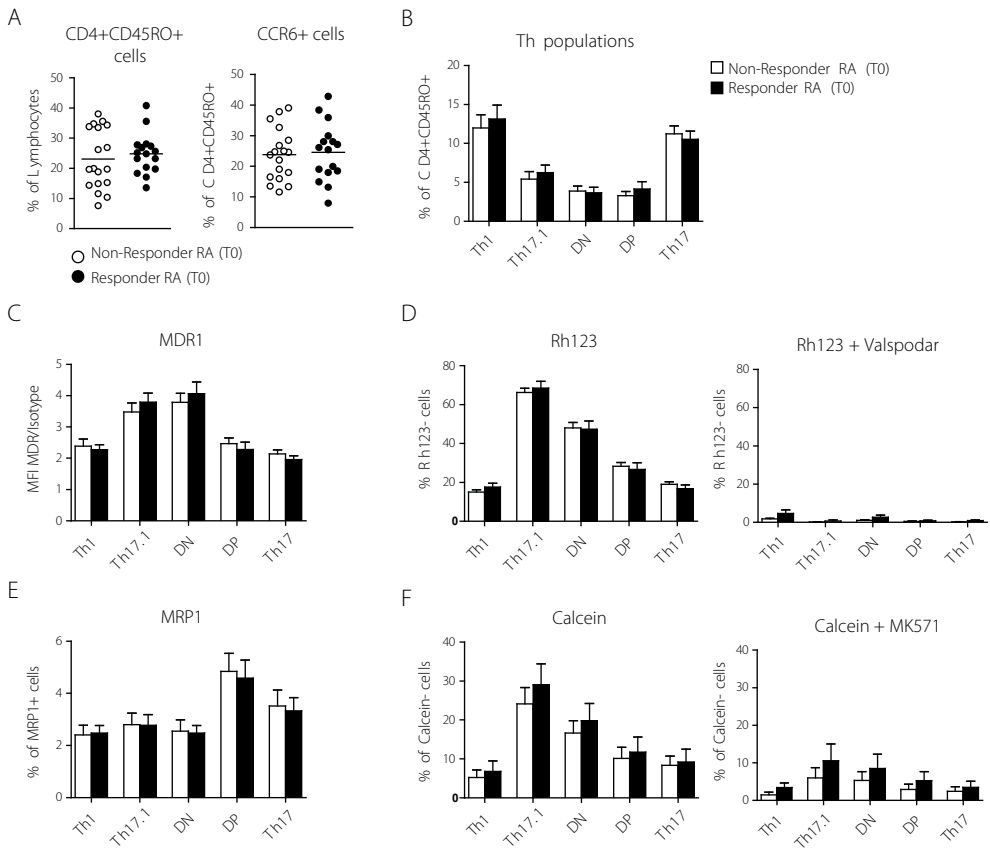 A
CD4+CD45RO+
cells
CCR6+ cells
% of Lymphocytes
50
40
30
20
10
0
% of C D4+CD45RO+
50
40
30
20
10
0
Non-Responder RA (T0)
Responder RA (T0)
B
Th populations
% of C D4+CD45RO+
20
15
10
5
0
Th1
Th17.1
DN
DP
Th17
Non-Responder RA (T0)
Responder RA (T0)
C
MDR1
MFI MDR/Isotype
5
4
3
2
1
0
Th1
Th17.1
DN
DP
Th17
D
Rh123
% R h123- cells
80
60
40
20
0
Th1
Th17.1
DN
DP
Th17
Rh123 + Valspodar
% R h123- cells
80
60
40
20
0
Th1
Th17.1
DN
DP
Th17
E
MRP1
% of MRP1+ cells
6
4
2
0
Th1
Th17.1
DN
DP
Th17
F
Calcein
% of Calcein- cells
40
30
20
10
0
Th1
Th17.1
DN
DP
Th17
Calcein + MK571
% of Calcein- cells
40
30
20
10
0
Th1
Th17.1
DN
DP
Th17